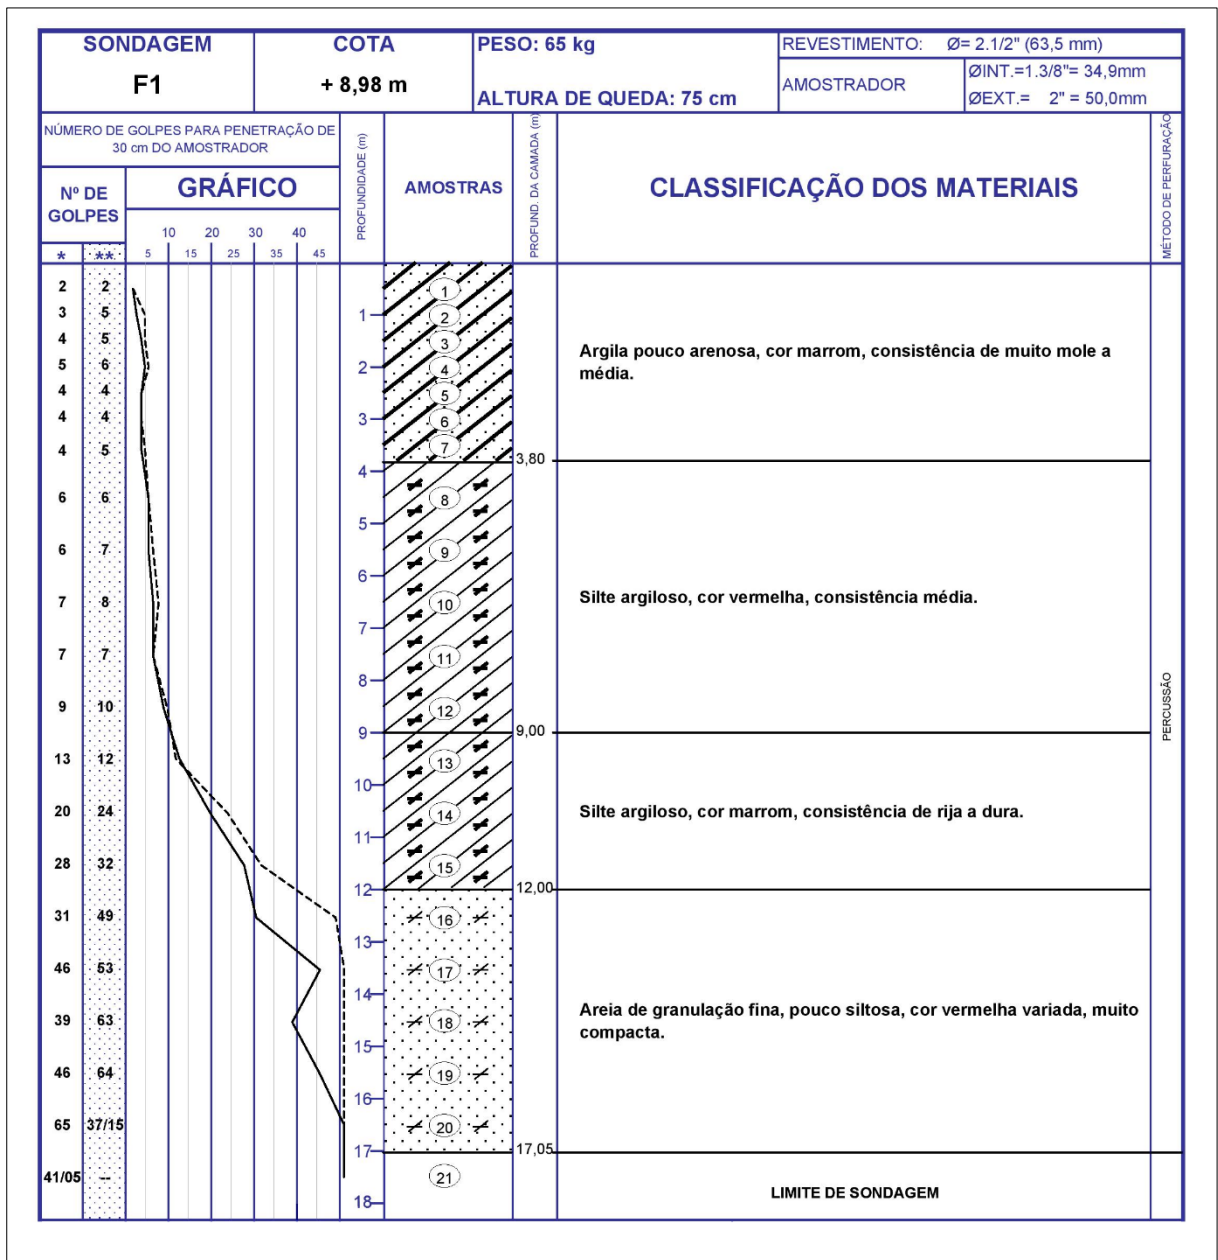 SONDAGEM
F1
COTA
+ 8,98 m
PESO: 65 kg
ALTURA DE QUEDA: 75 cm
REVESTIMENTO: Ø= 2.1/2" (63,5 mm)
AMOSTRADOR
ØINT.=1.3/8"= 34,9mm
ØEXT.= 2" = 50,0mm
NÚMERO DE GOLPES PARA PENETRAÇÃO DE
30 cm DO AMOSTRADOR
Nº DE
GOLPES
GRÁFICO
10 20 30 40
5 15 25 35 45
* **
PROFUNDIDADE (m)
AMOSTRAS
PROFUND. DA CAMADA (m)
CLASSIFICAÇÃO DOS MATERIAIS
MÉTODO DE PERFURAÇÃO
2 2 1
3 5 1 2
4 5 3
5 6 2 4
4 4 5
4 4 3 6
4 5 7
Argila pouco arenosa, cor marrom, consistência de muito mole a
média.
3,80
4
6 6 8
5
6 7 9
6
7 8 10
Silte argiloso, cor vermelha, consistência média.
7
7 7 11
8
9 10 12
9 9,00
PERCUSSÃO
13 12 13
10
20 24 14
Silte argiloso, cor marrom, consistência de rija a dura.
11
28 32 15
12 12,00
31 49 16
13
46 53 17
14
39 63 18
Areia de granulação fina, pouco siltosa, cor vermelha variada, muito
compacta.
15
46 64 19
16
65 37/15 20
17 17,05
41/05 -- 21
LIMITE DE SONDAGEM
18